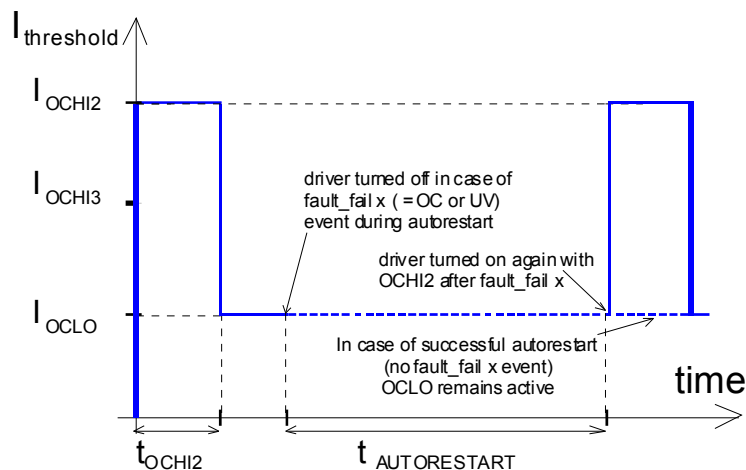 I threshold
I OCHI2
I OCHI3
driver turned off in case of
fault_fail x ( = OC or UV)
event during autorestart
driver turned on again with
OCHI2 after fault_fail x
I OCLO
In case of successful autorestart
(no fault_fail x event)
OCLO remains active
time
t OCHI2
t AUTORESTART